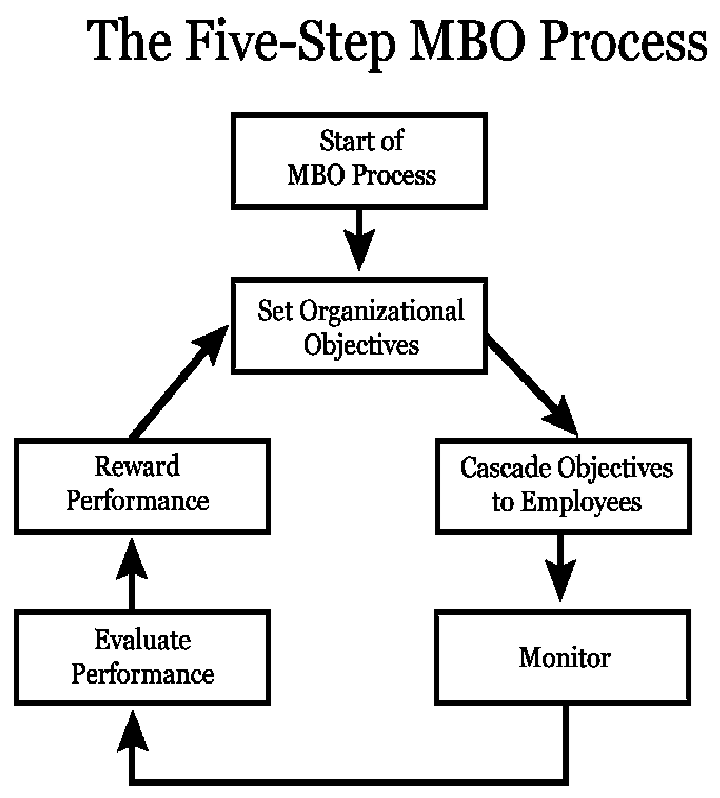 The Five-Step MBO Process
Start of
MBO Process
Set Organizational
Objectives
Reward
Performance
Cascade Objectives
to Employees
Evaluate
Performance
Monitor